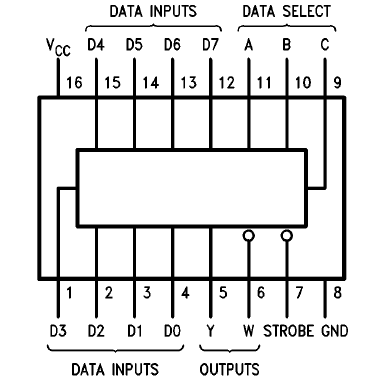 DATA INPUTS DATA SELECT
VCC D4 D5 D6 D7 A B C
16 15 14 13 12 11 10 9
1 2 3 4 5 6 7 8
D3 D2 D1 D0 Y W STROBE GND
DATA INPUTS OUTPUTS